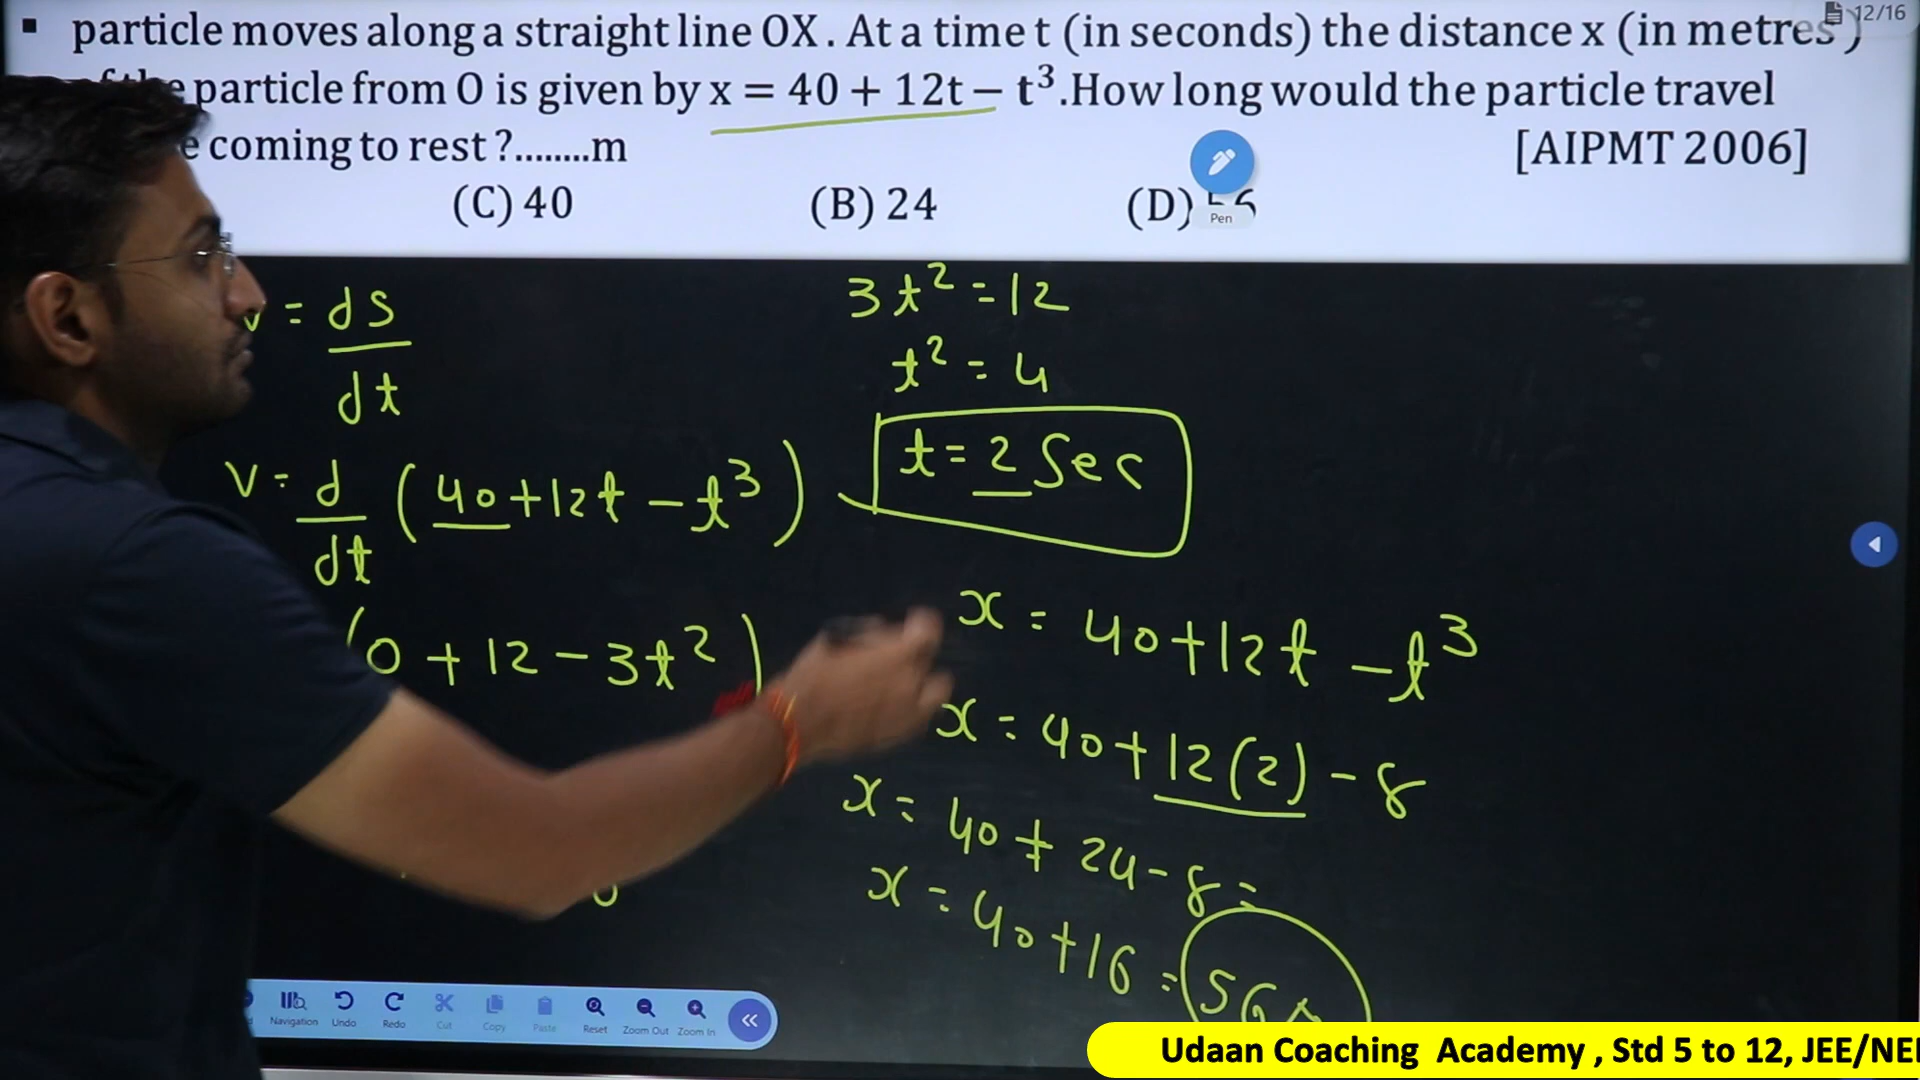 particle moves along a straight line OX. At a time t (in seconds) the distance x (in metres)
particle from O is given by x = 40 + 12t − t³. How long would the particle travel
coming to rest ?........m [AIPMT 2006]
(C) 40 (B) 24 (D) 56
12/16
Pen
v = ds
dt
v = d (40+12t - t³)
dt
(0 + 12 - 3t²)
3t² = 12
t² = 4
t = 2 Sec
x = 40+12t - t³
x = 40+12(2) - 8
x = 40 + 24 - 8 =
x = 40+16 = 56
Navigation Undo Redo Cut Copy Paste Reset Zoom Out Zoom In
Udaan Coaching Academy , Std 5 to 12, JEE/NEE